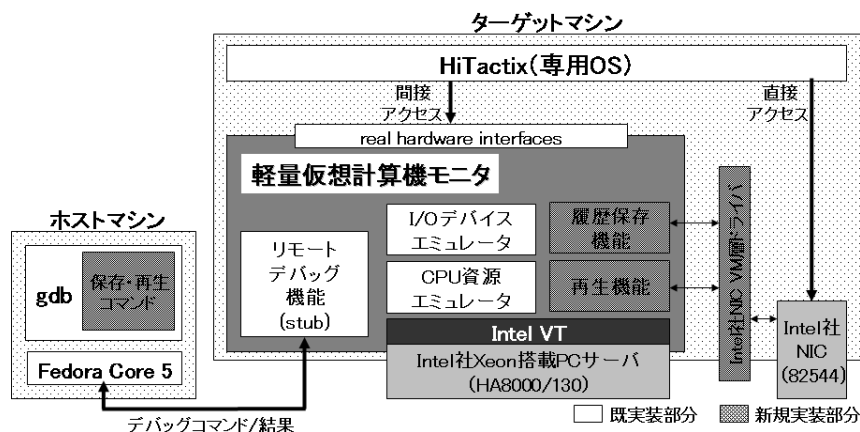 ターゲットマシン
HiTactix(専用OS)
間接
アクセス
直接
アクセス
real hardware interfaces
軽量仮想計算機モニタ
ホストマシン
gdb
保存・再生
コマンド
Fedora Core 5
リモート
デバッグ
機能
(stub)
I/Oデバイス
エミュレータ
履歴保存
機能
CPU資源
エミュレータ
再生機能
Intel社NIC VM層ドライバ
Intel VT
Intel社Xeon搭載PCサーバ
(HA8000/130)
Intel社
NIC
(82544)
デバッグコマンド/結果
既実装部分
新規実装部分